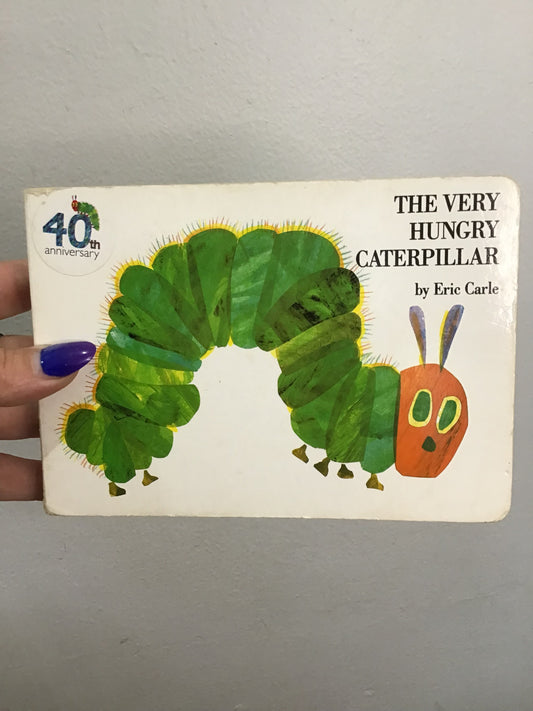 40th
anniversary
THE VERY
HUNGRY
CATERPILLAR
by Eric Carle